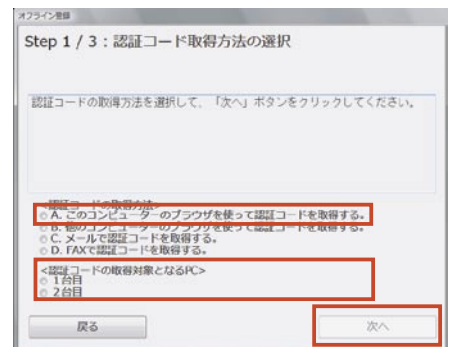 オフライン登録
Step 1 / 3：認証コード取得方法の選択
認証コードの取得方法を選択して、「次へ」ボタンをクリックしてください。
<認証コードの取得方法>
A. このコンピューターのブラウザを使って認証コードを取得する。
B. 他のコンピューターのブラウザを使って認証コードを取得する。
C. メールで認証コードを取得する。
D. FAXで認証コードを取得する。
<認証コードの取得対象となるPC>
1台目
2台目
戻る
次へ